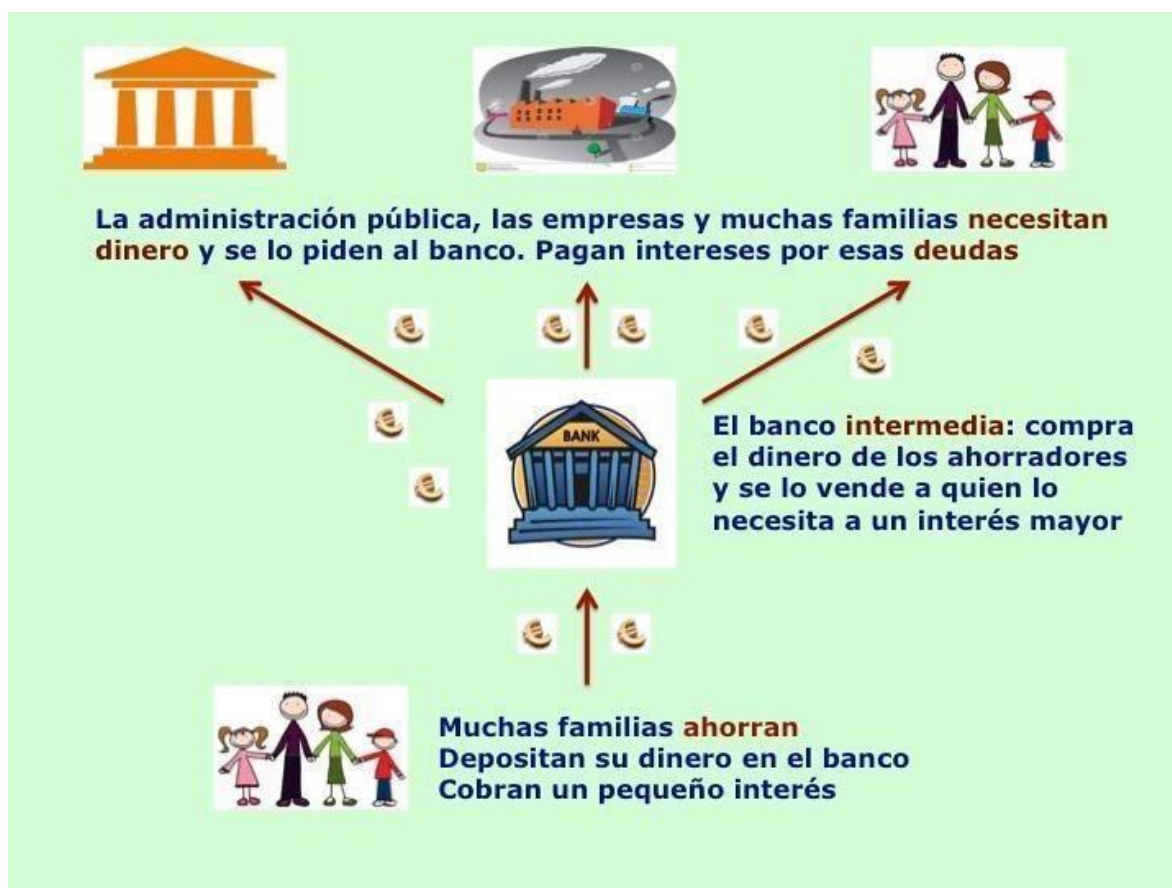 La administración pública, las empresas y muchas familias necesitan
dinero y se lo piden al banco. Pagan intereses por esas deudas
BANK
El banco intermedia: compra
el dinero de los ahorradores
y se lo vende a quien lo
necesita a un interés mayor
Muchas familias ahorran
Depositan su dinero en el banco
Cobran un pequeño interés